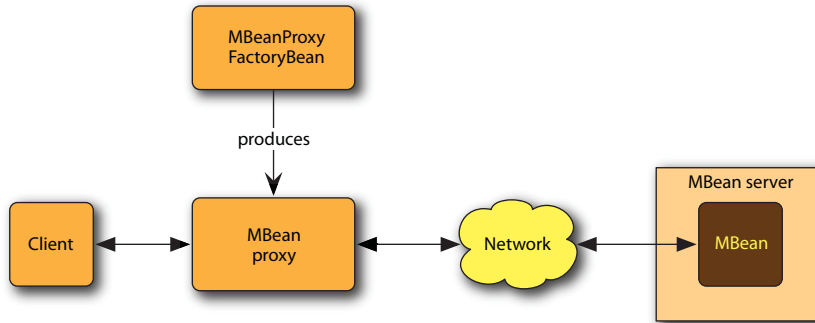 MBeanProxy
FactoryBean
produces
Client
MBean
proxy
Network
MBean server
MBean